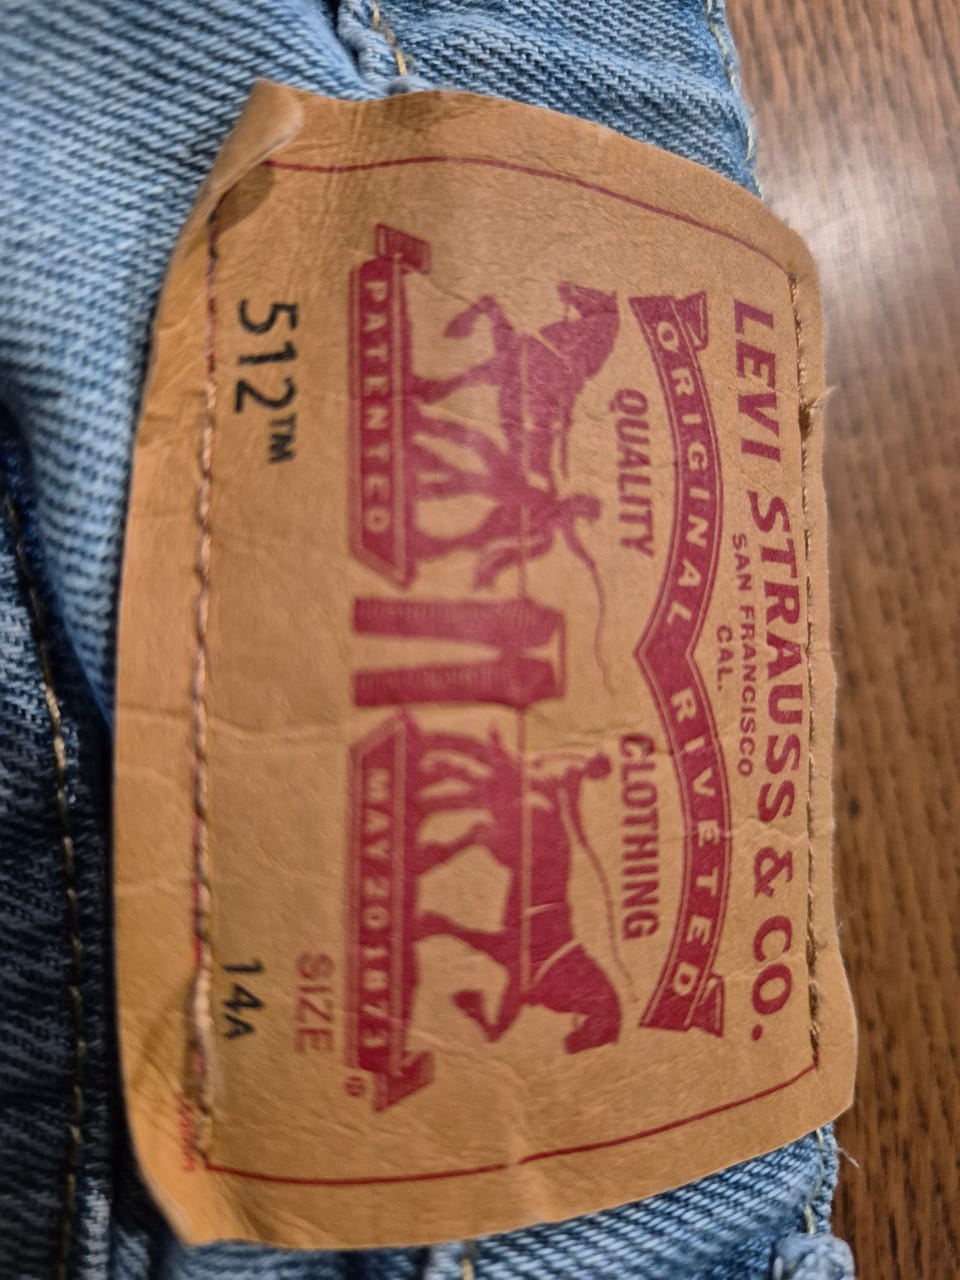 LEVI STRAUSS & CO.
SAN FRANCISCO
CAL.
ORIGINAL RIVETED
QUALITY CLOTHING
PATENTED MAY 20 1873 ®
SIZE
512™ 14A